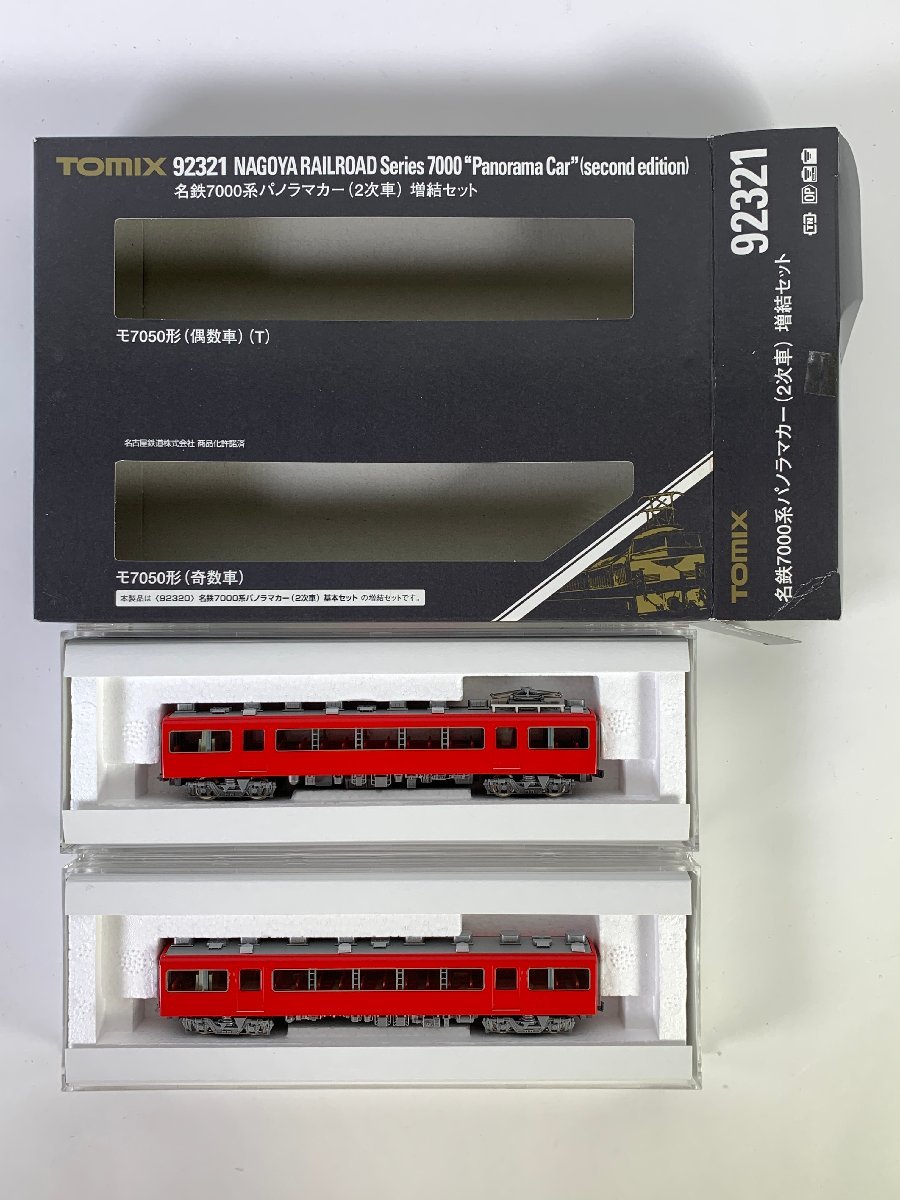 TOMIX 92321 NAGOYA RAILROAD Series 7000 "Panorama Car" (second edition)
名鉄7000系パノラマカー(2次車) 増結セット
モ7050形(偶数車)(T)
名古屋鉄道株式会社 商品化許諾済
モ7050形(奇数車)
本製品は〈92320〉名鉄7000系パノラマカー(2次車) 基本セット の増結セットです。
92321
TN OP
TOMIX 名鉄7000系パノラマカー(2次車) 増結セット